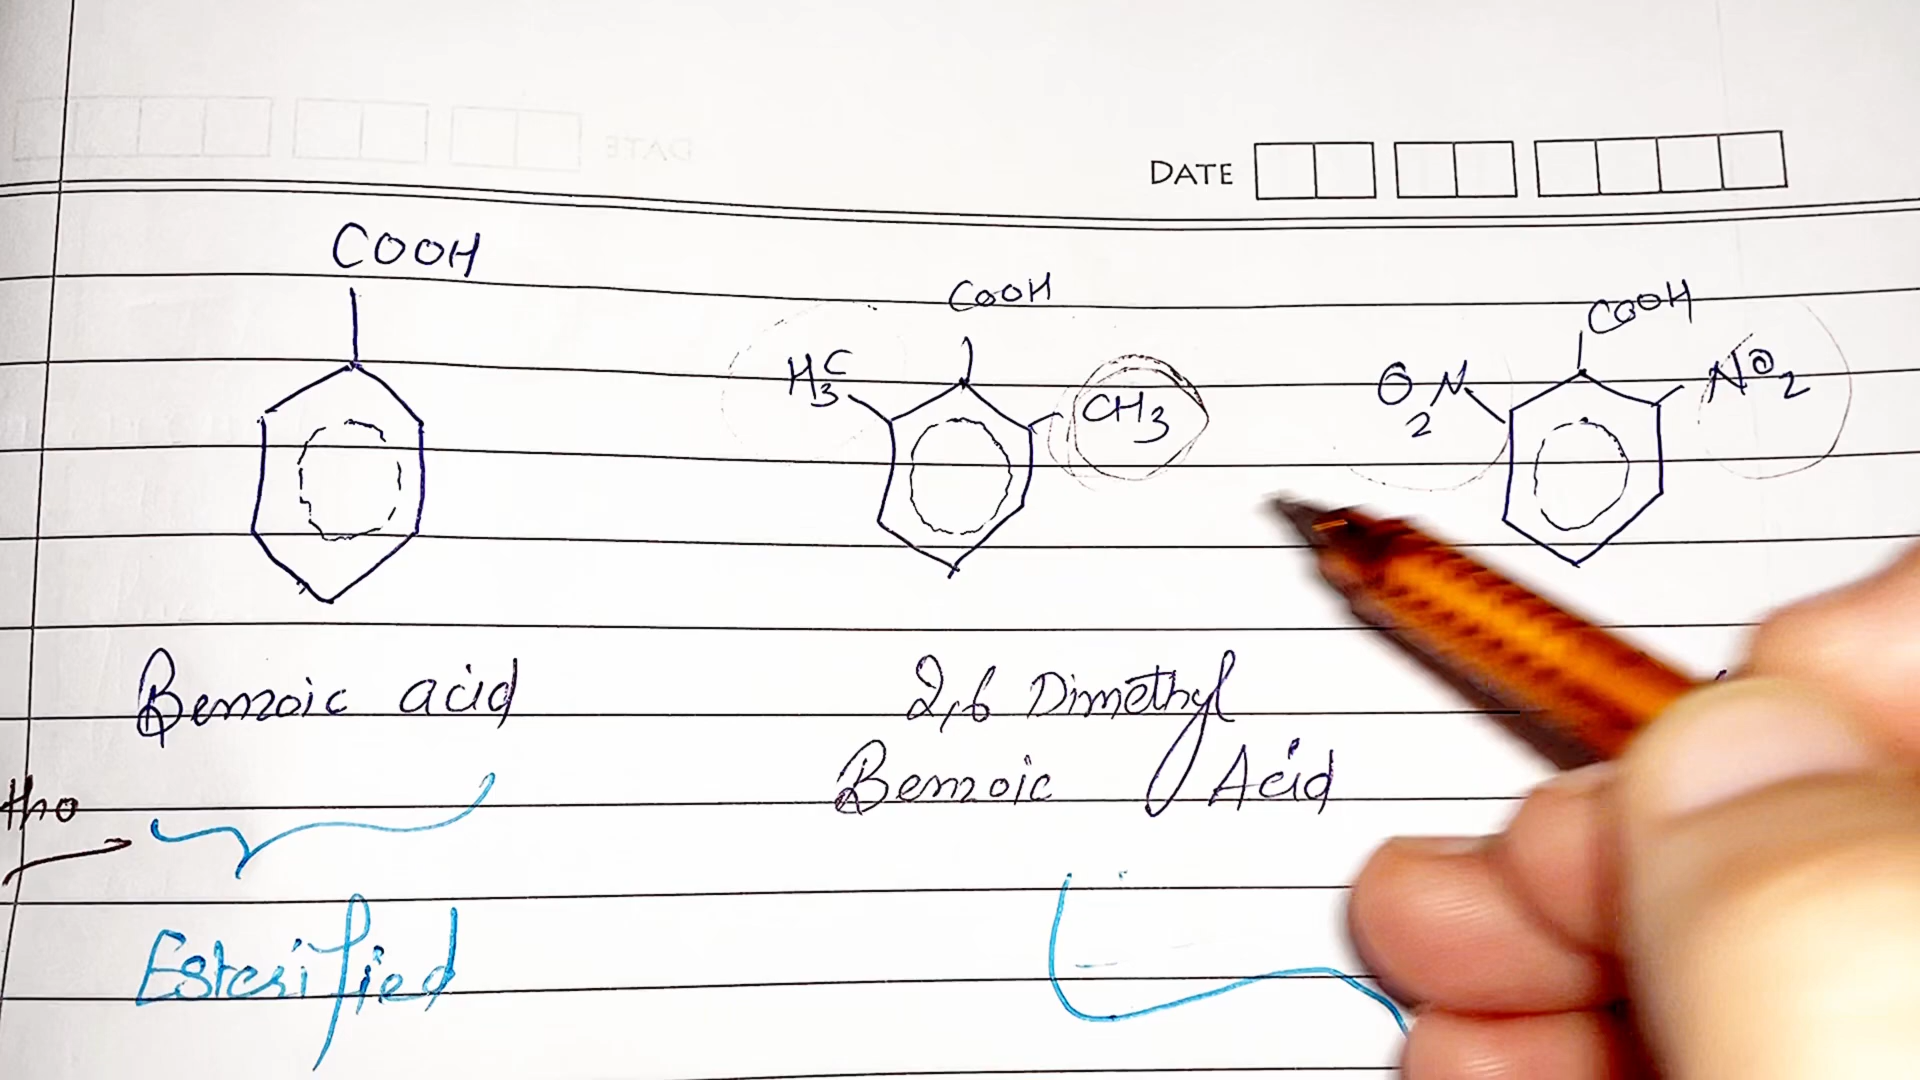 DATE
COOH
COOH
COOH
H3C
CH3
O2N
NO2
Benzoic acid
2,6 Dimethyl
Benzoic Acid
Esterified